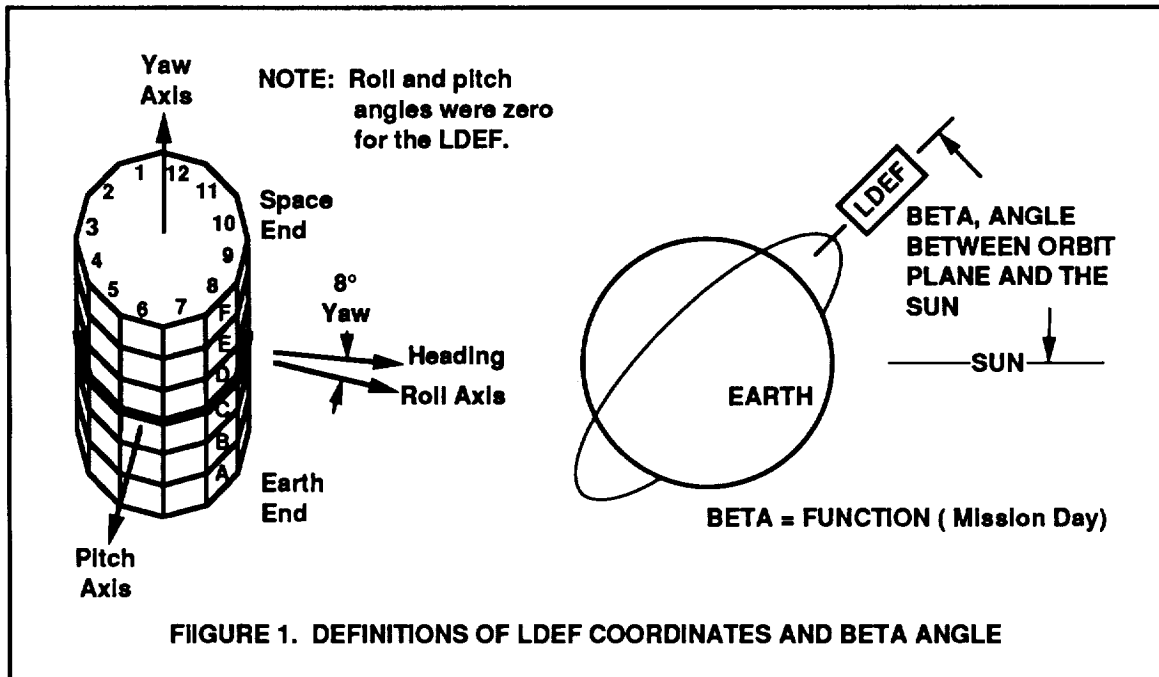 Yaw
Axis
NOTE: Roll and pitch
angles were zero
for the LDEF.
1
12
2
11
3
10
4
9
5
8
6
7
F
E
D
C
B
A
Space
End
8°
Yaw
Heading
Roll Axis
Earth
End
Pitch
Axis
LDEF
BETA, ANGLE
BETWEEN ORBIT
PLANE AND THE
SUN
SUN
EARTH
BETA = FUNCTION ( Mission Day)
FIIGURE 1. DEFINITIONS OF LDEF COORDINATES AND BETA ANGLE